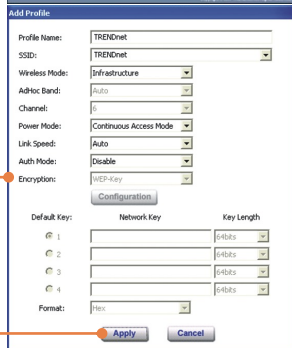 Add Profile
Profile Name: TRENDnet
SSID: TRENDnet
Wireless Mode: Infrastructure
AdHoc Band: Auto
Channel: 6
Power Mode: Continuous Access Mode
Link Speed: Auto
Auth Mode: Disable
Encryption: WEP-Key
Configuration
Default Key: Network Key Key Length
1 64bits
2 64bits
3 64bits
4 64bits
Format: Hex
Apply Cancel